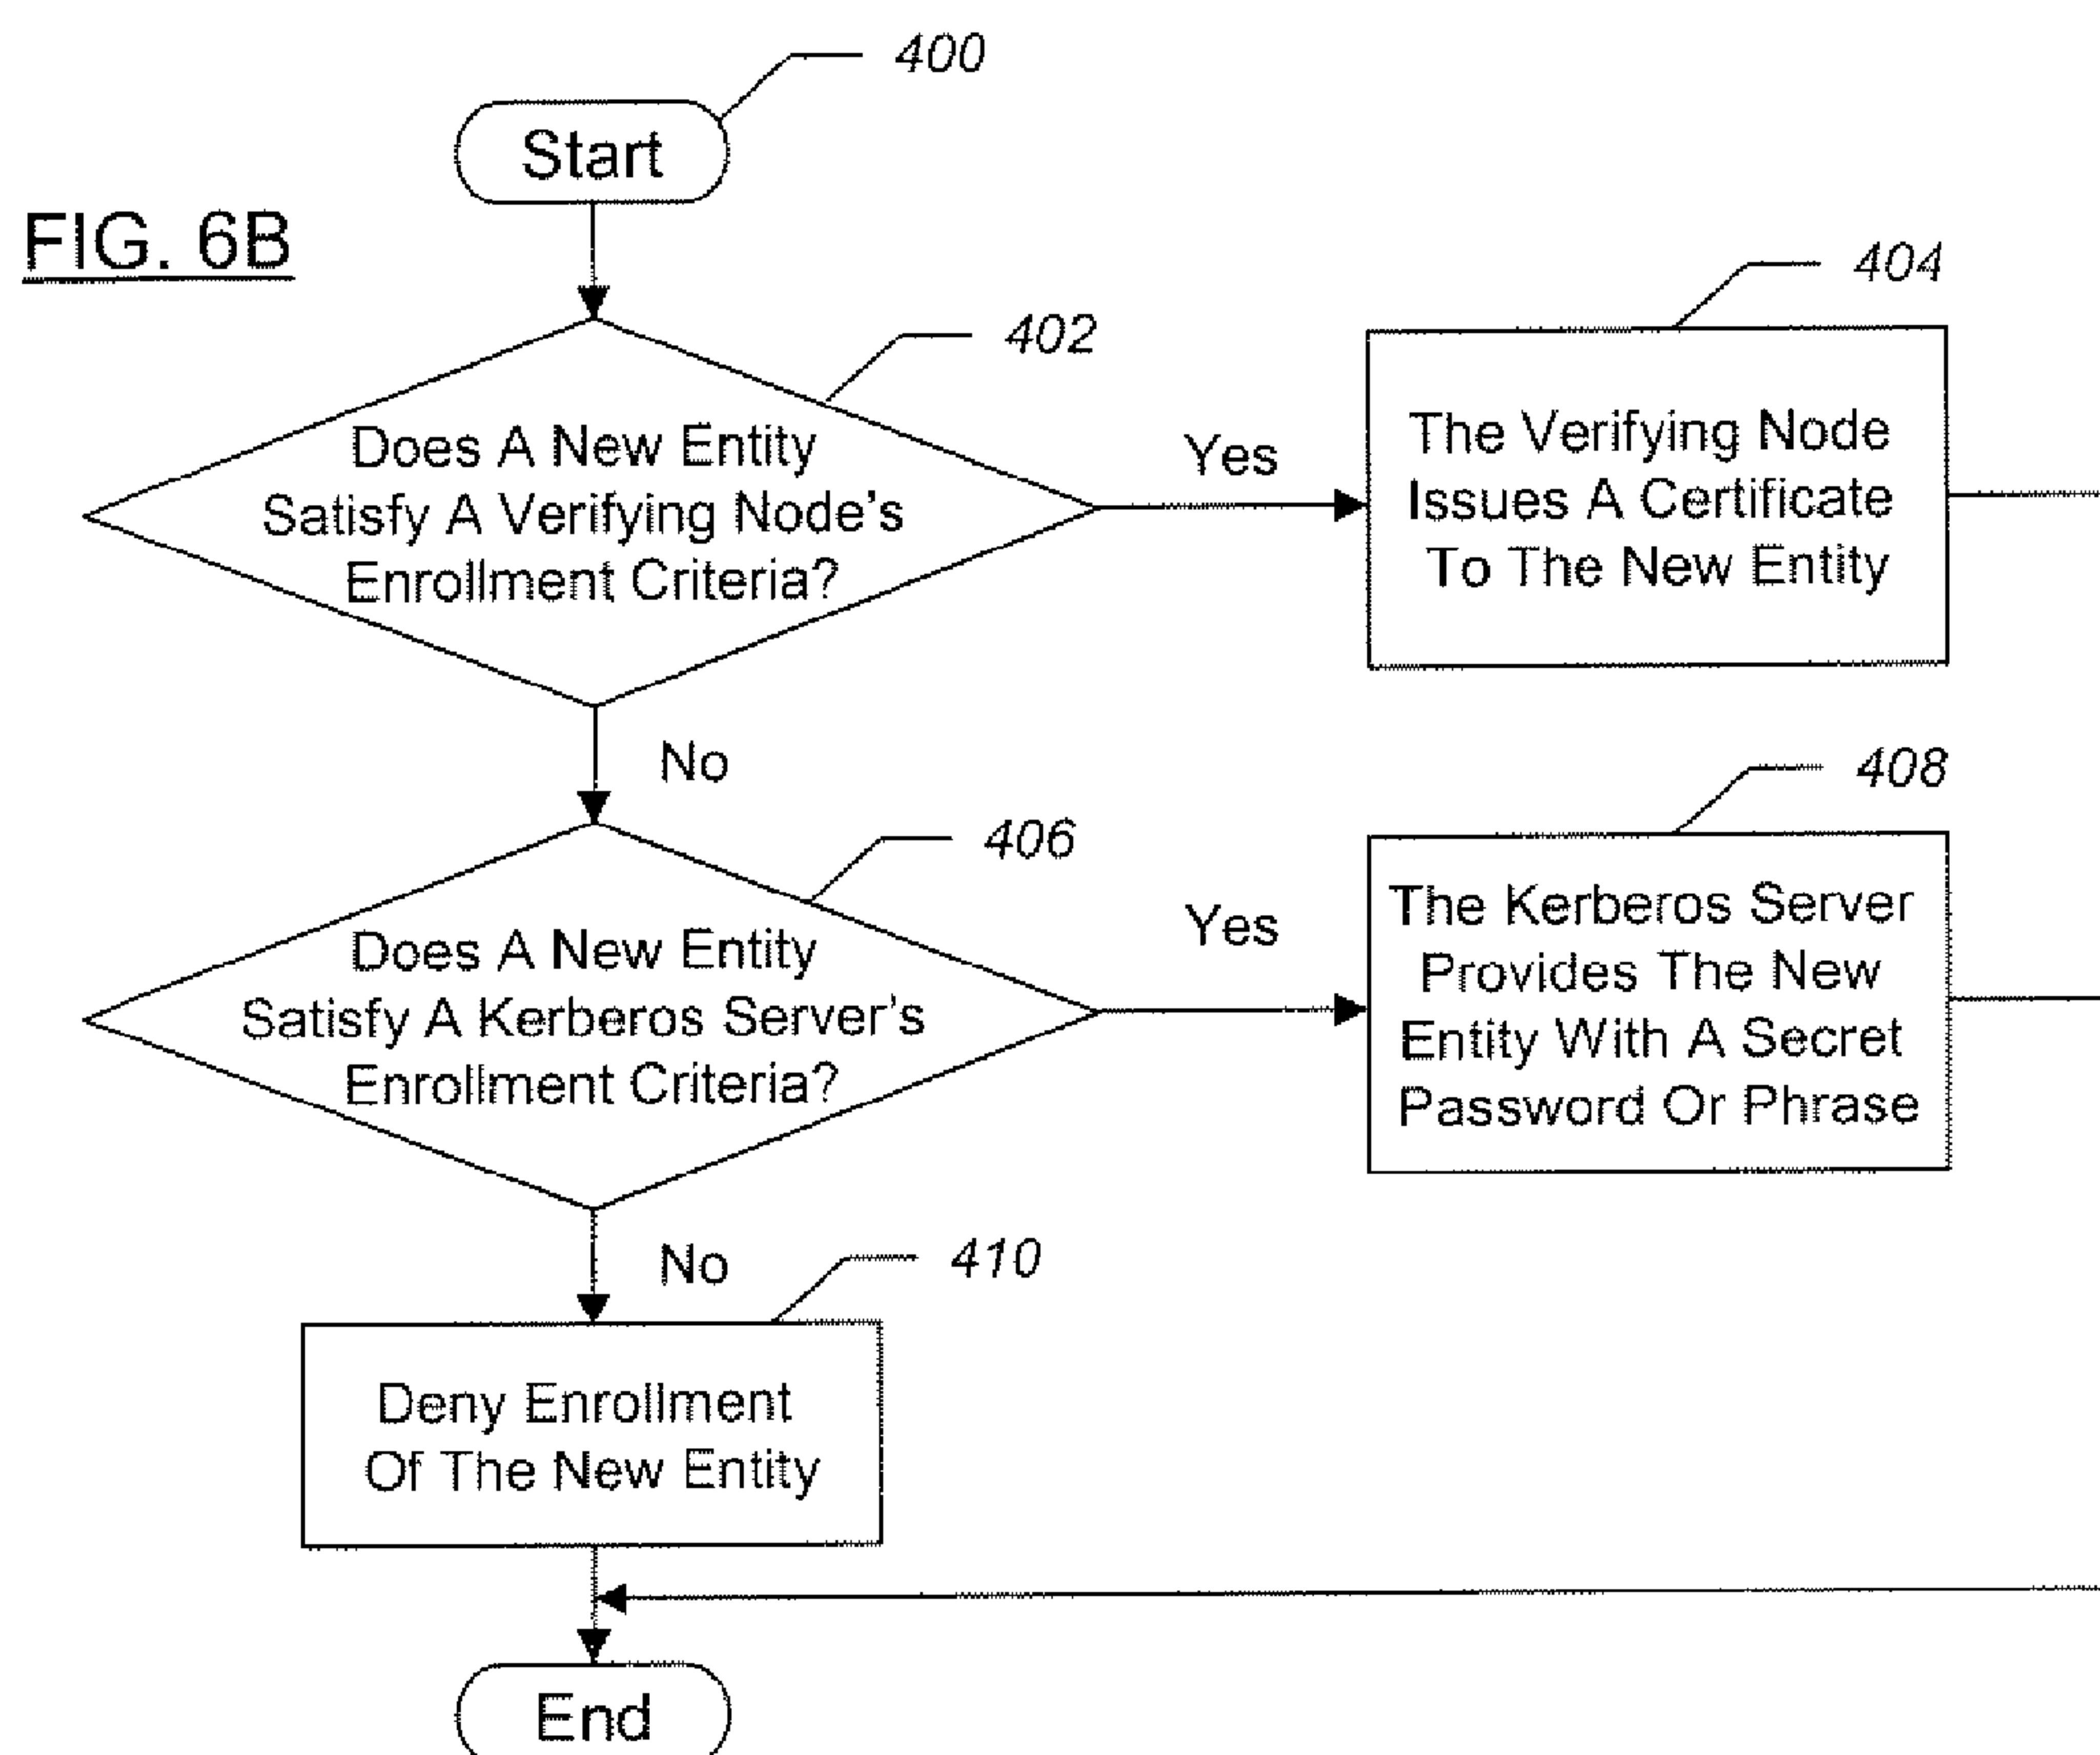 400
Start
FIG. 6B
402
Does A New Entity
Satisfy A Verifying Node's
Enrollment Criteria?
Yes
404
The Verifying Node
Issues A Certificate
To The New Entity
No
406
Does A New Entity
Satisfy A Kerberos Server's
Enrollment Criteria?
Yes
408
The Kerberos Server
Provides The New
Entity With A Secret
Password Or Phrase
No
410
Deny Enrollment
Of The New Entity
End